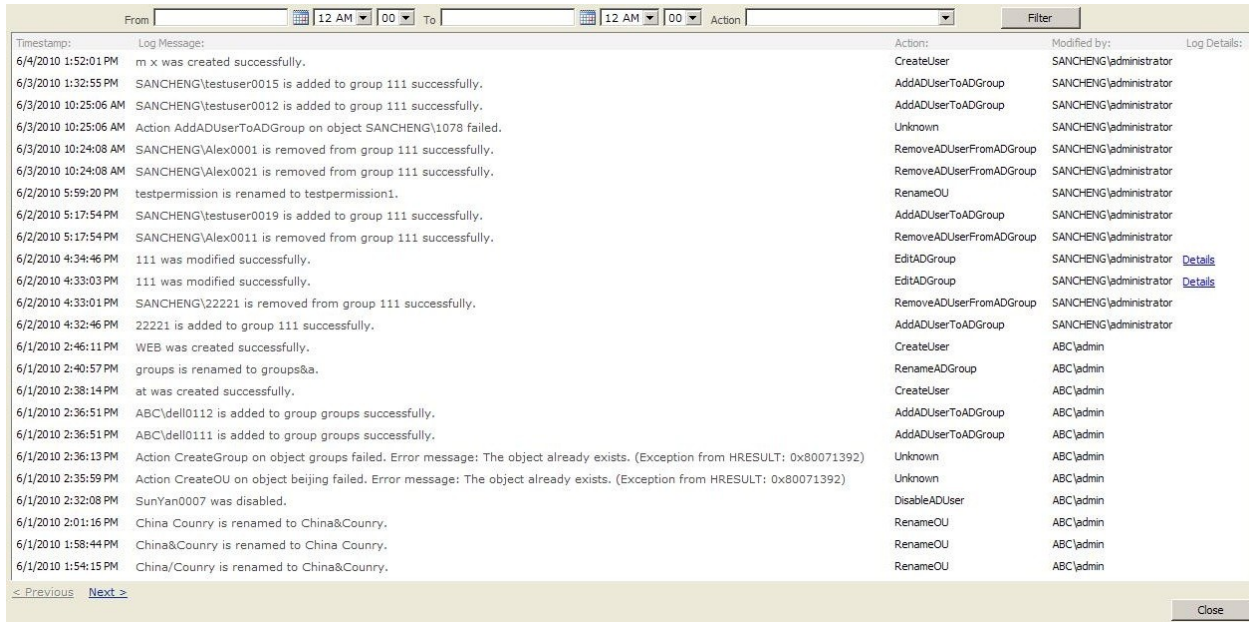 From 12 AM 00 To 12 AM 00 Action Filter
Timestamp: Log Message: Action: Modified by: Log Details:
6/4/2010 1:52:01 PM m x was created successfully. CreateUser SANCHENG\administrator
6/3/2010 1:32:55 PM SANCHENG\testuser0015 is added to group 111 successfully. AddADUserToADGroup SANCHENG\administrator
6/3/2010 10:25:06 AM SANCHENG\testuser0012 is added to group 111 successfully. AddADUserToADGroup SANCHENG\administrator
6/3/2010 10:25:06 AM Action AddADUserToADGroup on object SANCHENG\1078 failed. Unknown SANCHENG\administrator
6/3/2010 10:24:08 AM SANCHENG\Alex0001 is removed from group 111 successfully. RemoveADUserFromADGroup SANCHENG\administrator
6/3/2010 10:24:08 AM SANCHENG\Alex0021 is removed from group 111 successfully. RemoveADUserFromADGroup SANCHENG\administrator
6/2/2010 5:59:20 PM testpermission is renamed to testpermission1. RenameOU SANCHENG\administrator
6/2/2010 5:17:54 PM SANCHENG\testuser0019 is added to group 111 successfully. AddADUserToADGroup SANCHENG\administrator
6/2/2010 5:17:54 PM SANCHENG\Alex0011 is removed from group 111 successfully. RemoveADUserFromADGroup SANCHENG\administrator
6/2/2010 4:34:46 PM 111 was modified successfully. EditADGroup SANCHENG\administrator Details
6/2/2010 4:33:03 PM 111 was modified successfully. EditADGroup SANCHENG\administrator Details
6/2/2010 4:33:01 PM SANCHENG\22221 is removed from group 111 successfully. RemoveADUserFromADGroup SANCHENG\administrator
6/2/2010 4:32:46 PM 22221 is added to group 111 successfully. AddADUserToADGroup SANCHENG\administrator
6/1/2010 2:46:11 PM WEB was created successfully. CreateUser ABC\admin
6/1/2010 2:40:57 PM groups is renamed to groups&a. RenameADGroup ABC\admin
6/1/2010 2:38:14 PM at was created successfully. CreateUser ABC\admin
6/1/2010 2:36:51 PM ABC\dell0112 is added to group groups successfully. AddADUserToADGroup ABC\admin
6/1/2010 2:36:51 PM ABC\dell0111 is added to group groups successfully. AddADUserToADGroup ABC\admin
6/1/2010 2:36:13 PM Action CreateGroup on object groups failed. Error message: The object already exists. (Exception from HRESULT: 0x80071392) Unknown ABC\admin
6/1/2010 2:35:59 PM Action CreateOU on object beijing failed. Error message: The object already exists. (Exception from HRESULT: 0x80071392) Unknown ABC\admin
6/1/2010 2:32:08 PM SunYan0007 was disabled. DisableADUser ABC\admin
6/1/2010 2:01:16 PM China Counry is renamed to China&Counry. RenameOU ABC\admin
6/1/2010 1:58:44 PM China&Counry is renamed to China Counry. RenameOU ABC\admin
6/1/2010 1:54:15 PM China/Counry is renamed to China&Counry. RenameOU ABC\admin
< Previous Next >
Close